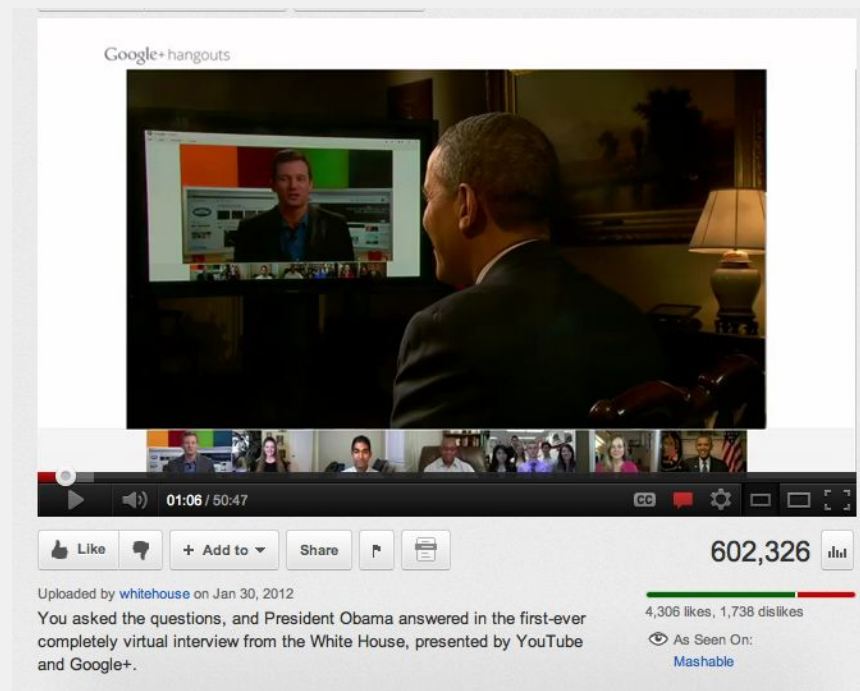 Google+ hangouts
01:06 / 50:47
CC
Like
+ Add to
Share
602,326
Uploaded by whitehouse on Jan 30, 2012
4,306 likes, 1,738 dislikes
You asked the questions, and President Obama answered in the first-ever
completely virtual interview from the White House, presented by YouTube
and Google+.
As Seen On:
Mashable